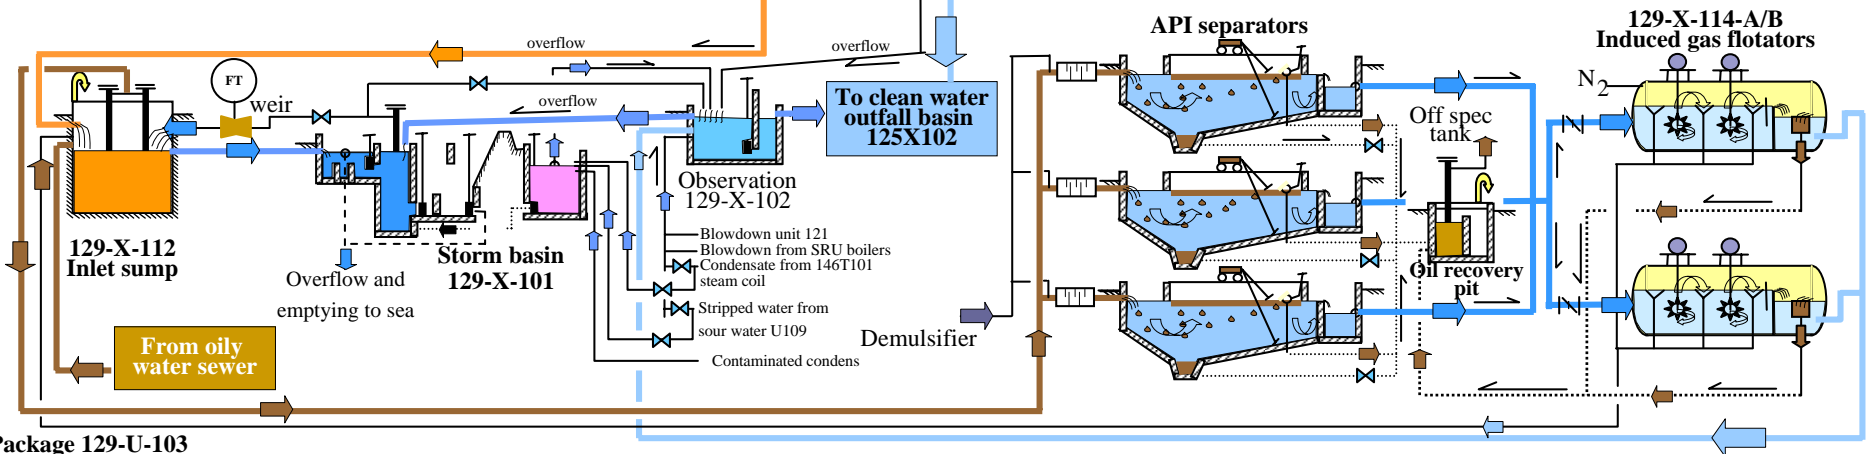 API separators
129-X-114-A/B
Induced gas flotators
overflow
overflow
FT
weir
overflow
To clean water
outfall basin
125X102
N2
Off spec
tank
Observation
129-X-102
129-X-112
Inlet sump
Storm basin
129-X-101
Overflow and
emptying to sea
Blowdown unit 121
Blowdown from SRU boilers
Condensate from 146T101
steam coil
Stripped water from
sour water U109
Contaminated condens
Oil recovery
pit
Demulsifier
From oily
water sewer
Package 129-U-103